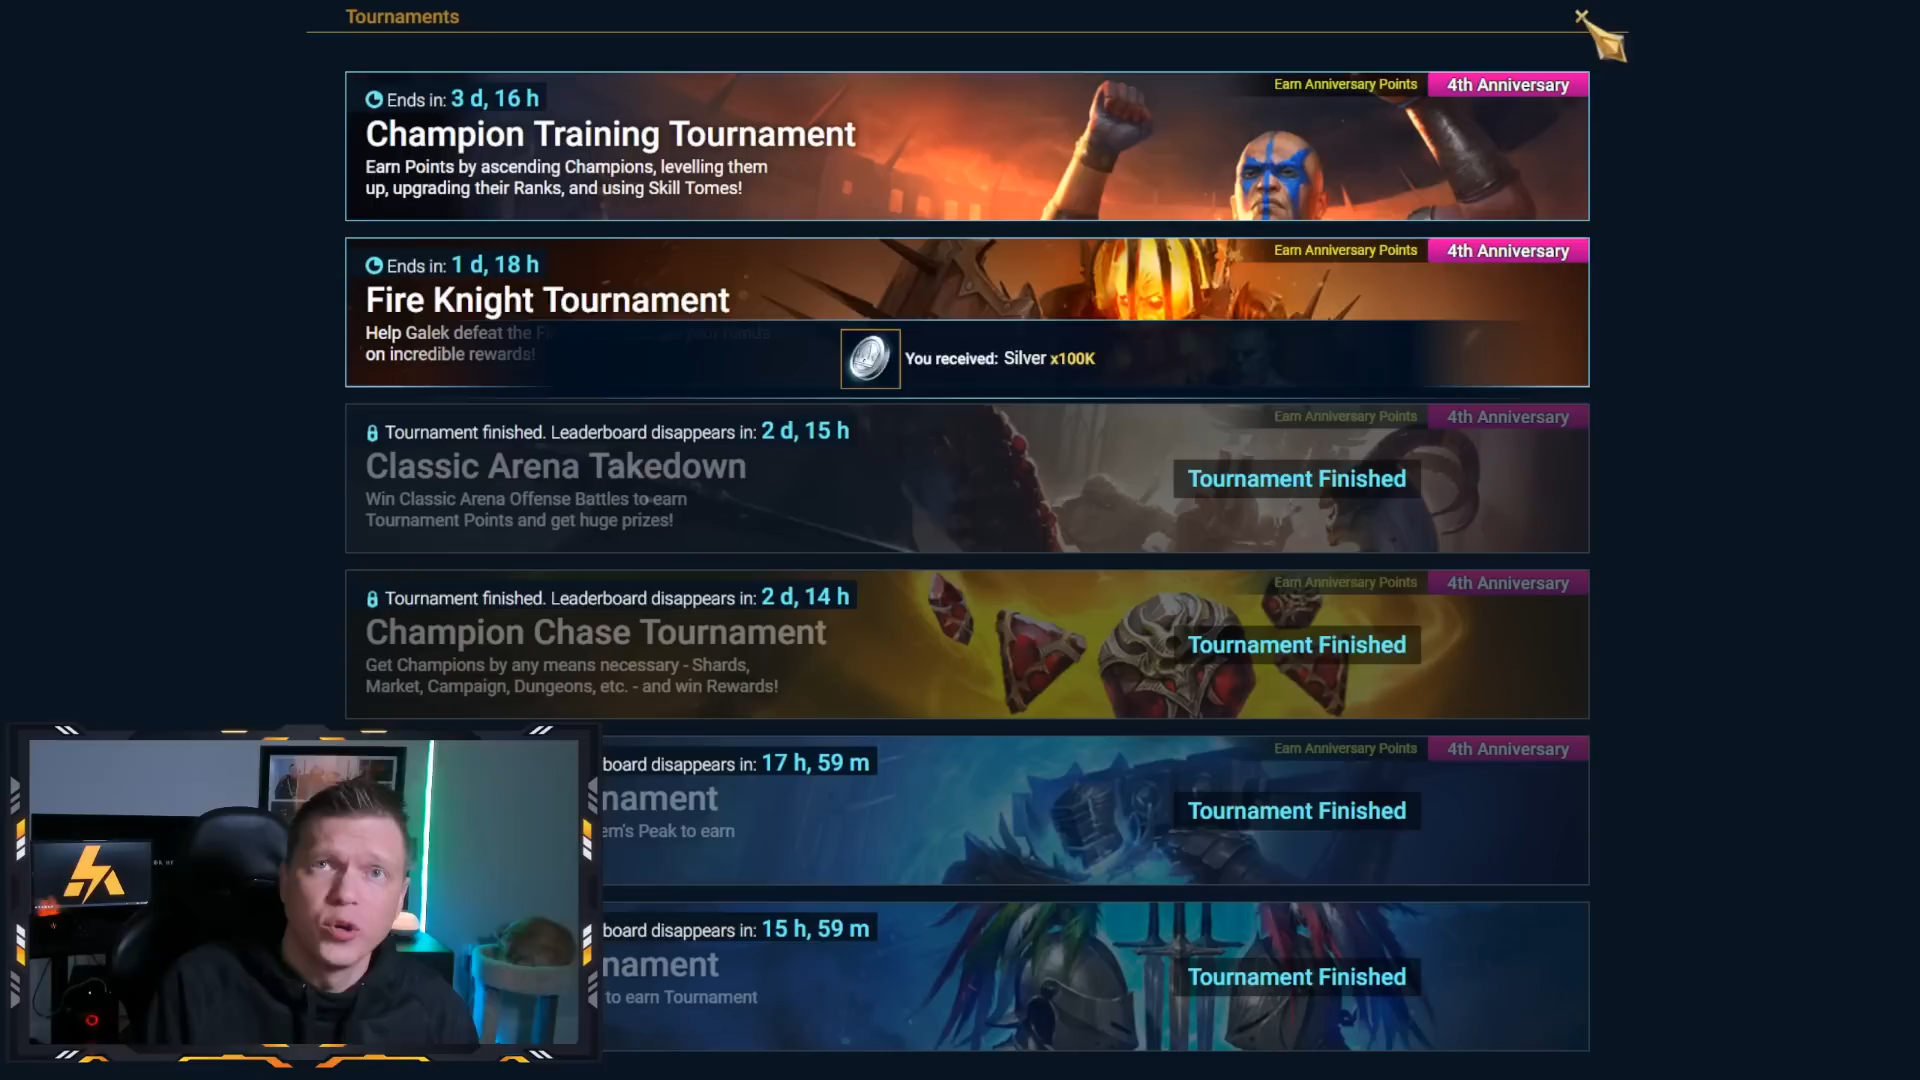 Tournaments
Earn Anniversary Points
4th Anniversary
Ends in: 3 d, 16 h
Champion Training Tournament
Earn Points by ascending Champions, levelling them
up, upgrading their Ranks, and using Skill Tomes!
Earn Anniversary Points
4th Anniversary
Ends in: 1 d, 18 h
Fire Knight Tournament
Help Galek defeat the
on incredible rewards!
You received: Silver x100K
Earn Anniversary Points
4th Anniversary
Tournament finished. Leaderboard disappears in: 2 d, 15 h
Classic Arena Takedown
Win Classic Arena Offense Battles to earn
Tournament Points and get huge prizes!
Tournament Finished
Earn Anniversary Points
4th Anniversary
Tournament finished. Leaderboard disappears in: 2 d, 14 h
Champion Chase Tournament
Get Champions by any means necessary - Shards,
Market, Campaign, Dungeons, etc. - and win Rewards!
Tournament Finished
Earn Anniversary Points
4th Anniversary
board disappears in: 17 h, 59 m
nament
ern's Peak to earn
Tournament Finished
board disappears in: 15 h, 59 m
nament
to earn Tournament
Tournament Finished